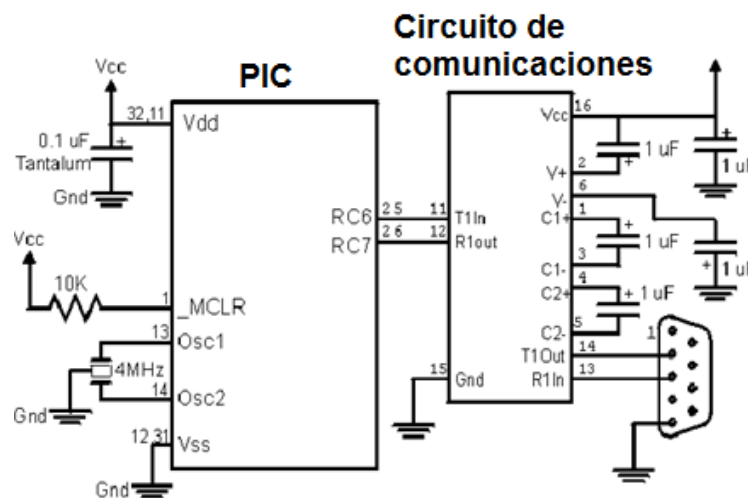 Circuito de
comunicaciones
PIC
Vcc
32,11
Vdd
0.1 uF
Tantalum
+
Gnd
Vcc
10K
1
_MCLR
13
Osc1
4MHz
14
Osc2
Gnd
12,31
Vss
Gnd
RC6
25
RC7
26
11
T1In
12
R1out
15
Gnd
Vcc
16
V+
2
+
1 uF
+
1 uF
V-
6
C1+
1
+
1 uF
C1-
3
+
1 uF
C2+
4
+
1 uF
C2-
5
T1Out
14
R1In
13